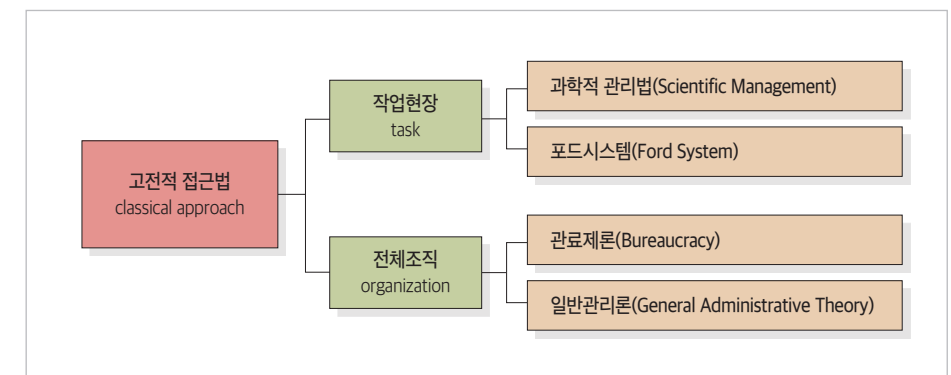 고전적 접근법
classical approach
작업현장
task
과학적 관리법(Scientific Management)
포드시스템(Ford System)
전체조직
organization
관료제론(Bureaucracy)
일반관리론(General Administrative Theory)